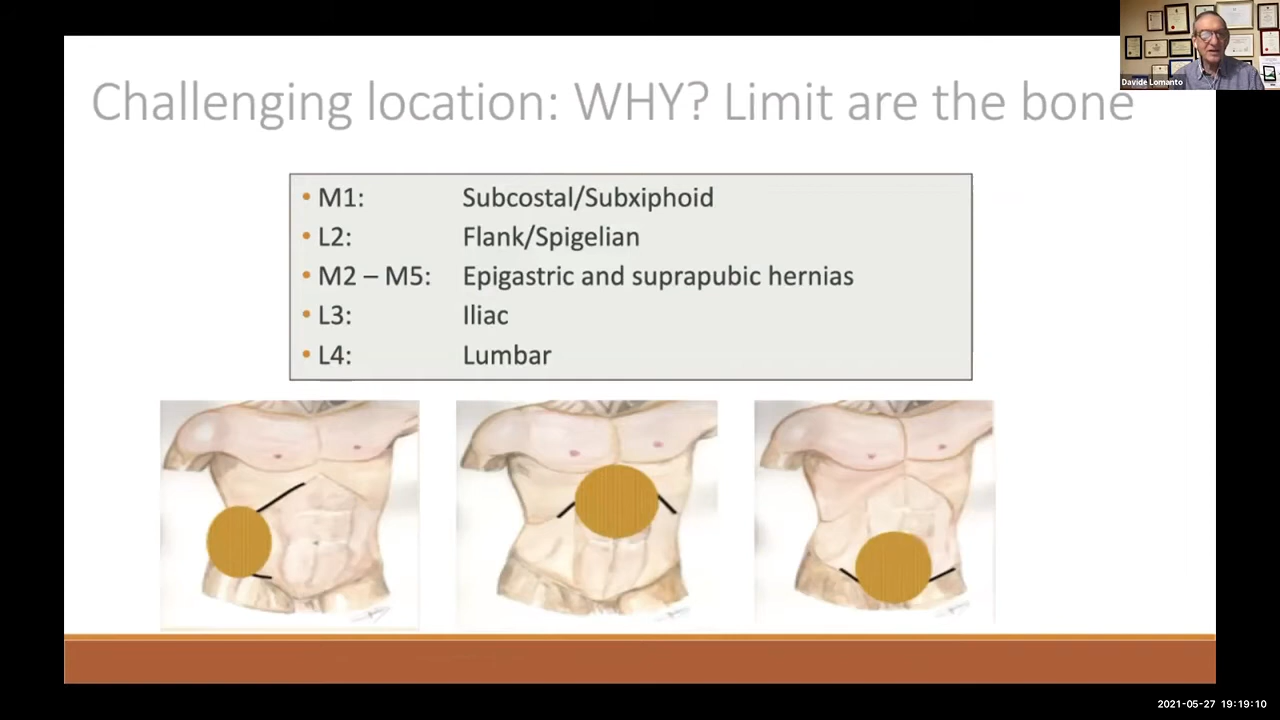 Davide Lomanto
Challenging location: WHY? Limit are the bone
• M1: Subcostal/Subxiphoid
• L2: Flank/Spigelian
• M2 – M5: Epigastric and suprapubic hernias
• L3: Iliac
• L4: Lumbar
2021-05-27 19:19:10